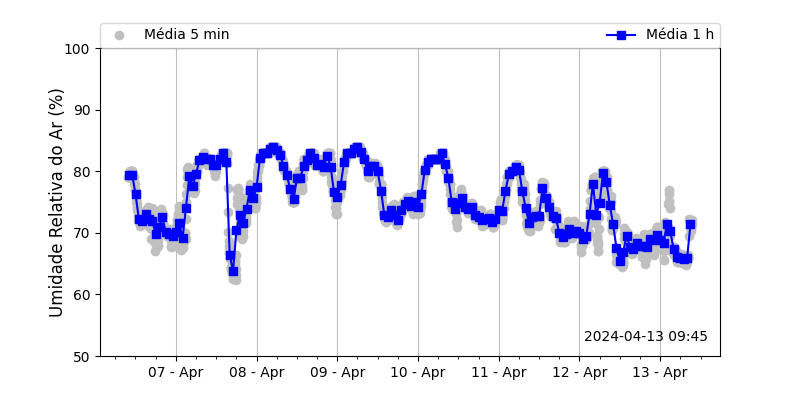 Média 5 min
Média 1 h
Umidade Relativa do Ar (%)
100
90
80
70
60
50
2024-04-13 09:45
07 - Apr
08 - Apr
09 - Apr
10 - Apr
11 - Apr
12 - Apr
13 - Apr